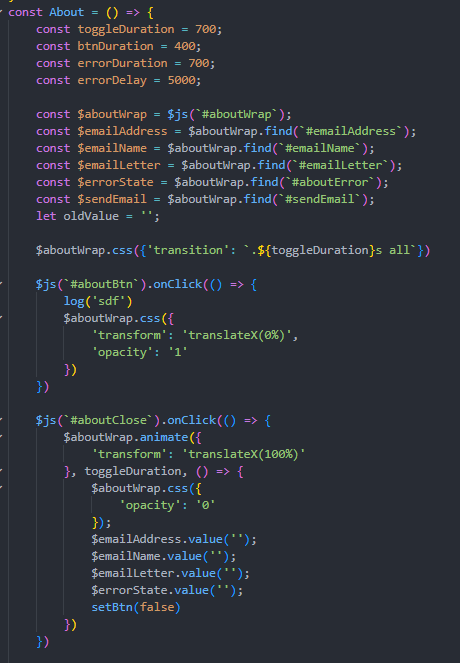 const About = () => {
    const toggleDuration = 700;
    const btnDuration = 400;
    const errorDuration = 700;
    const errorDelay = 5000;

    const $aboutWrap = $js(`#aboutWrap`);
    const $emailAddress = $aboutWrap.find(`#emailAddress`);
    const $emailName = $aboutWrap.find(`#emailName`);
    const $emailLetter = $aboutWrap.find(`#emailLetter`);
    const $errorState = $aboutWrap.find(`#aboutError`);
    const $sendEmail = $aboutWrap.find(`#sendEmail`);
    let oldValue = '';

    $aboutWrap.css({'transition': `.${toggleDuration}s all`})

    $js(`#aboutBtn`).onClick(() => {
        log('sdf')
        $aboutWrap.css({
            'transform': 'translateX(0%)',
            'opacity': '1'
        })
    })

    $js(`#aboutClose`).onClick(() => {
        $aboutWrap.animate({
            'transform': 'translateX(100%)'
        }, toggleDuration, () => {
            $aboutWrap.css({
                'opacity': '0'
            });
            $emailAddress.value('');
            $emailName.value('');
            $emailLetter.value('');
            $errorState.value('');
            setBtn(false)
        })
    })